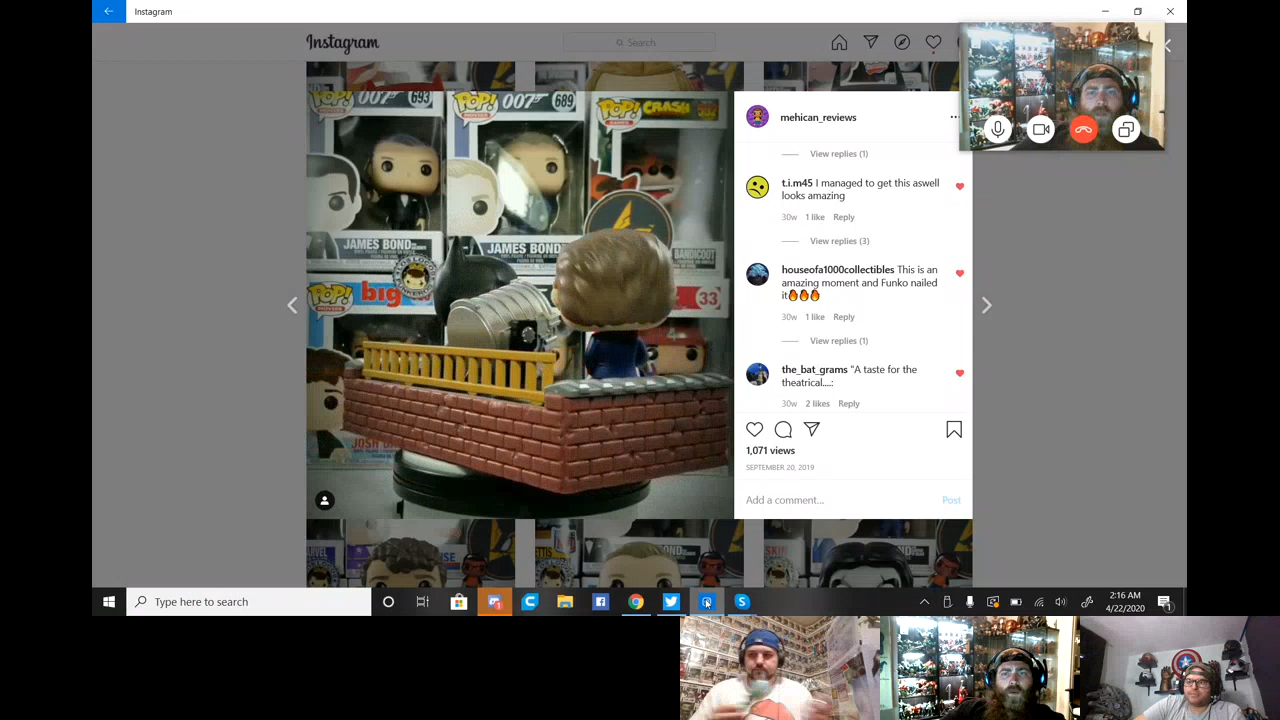 Instagram
Instagram
Search
POP! 007 693
POP! 007 689
POP! CRASH
mehican_reviews
View replies (1)
t.i.m45 I managed to get this aswell
looks amazing
30w 1 like Reply
View replies (3)
JAMES BOND
JAMES BOND
BANDICOOT
houseofa1000collectibles This is an
amazing moment and Funko nailed
it🔥🔥🔥
30w 1 like Reply
POP! big
33
View replies (1)
the_bat_grams "A taste for the
theatrical....:
30w 2 likes Reply
1,071 views
SEPTEMBER 20, 2019
Add a comment... Post
Type here to search
2:16 AM
4/22/2020